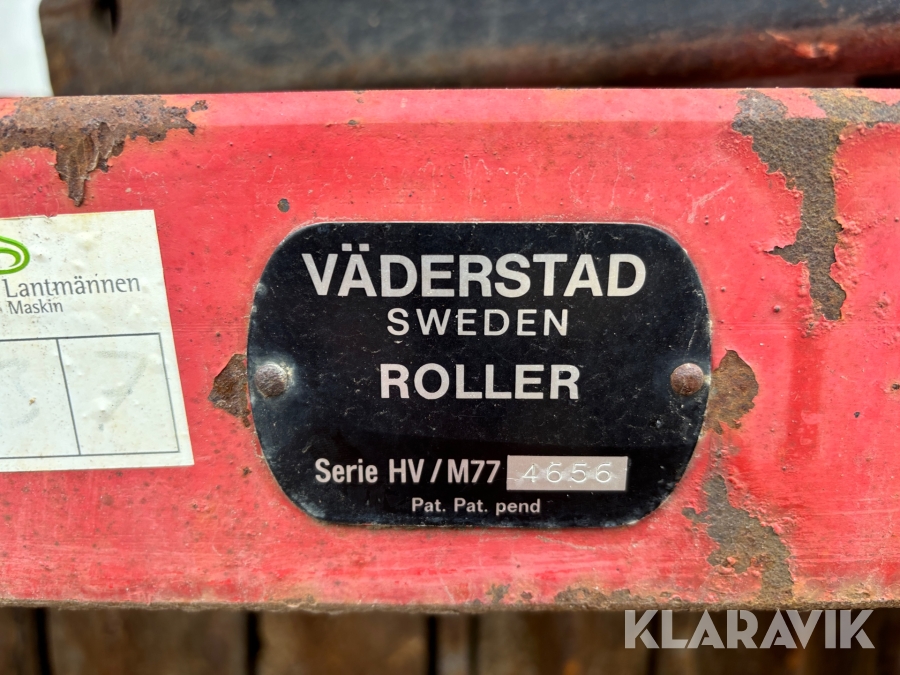 VÄDERSTAD
SWEDEN
ROLLER
Serie HV/M77 4656
Pat. Pat. pend
Lantmännen
Maskin
KLARAVIK